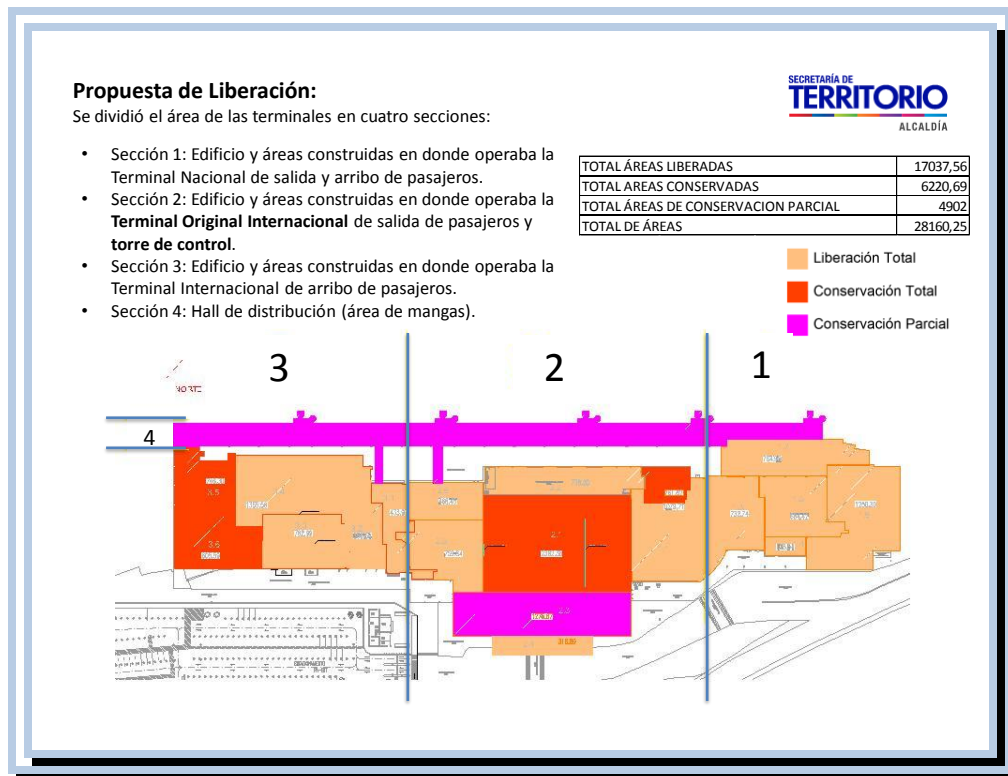 Propuesta de Liberación:
Se dividió el área de las terminales en cuatro secciones:
• Sección 1: Edificio y áreas construidas en donde operaba la
Terminal Nacional de salida y arribo de pasajeros.
• Sección 2: Edificio y áreas construidas en donde operaba la
Terminal Original Internacional de salida de pasajeros y
torre de control.
• Sección 3: Edificio y áreas construidas en donde operaba la
Terminal Internacional de arribo de pasajeros.
• Sección 4: Hall de distribución (área de mangas).
SECRETARÍA DE
TERRITORIO
ALCALDÍA
TOTAL ÁREAS LIBERADAS 17037,56
TOTAL AREAS CONSERVADAS 6220,69
TOTAL ÁREAS DE CONSERVACION PARCIAL 4902
TOTAL DE ÁREAS 28160,25
Liberación Total
Conservación Total
Conservación Parcial
3 2 1
NORTE
4
3.5
3.6